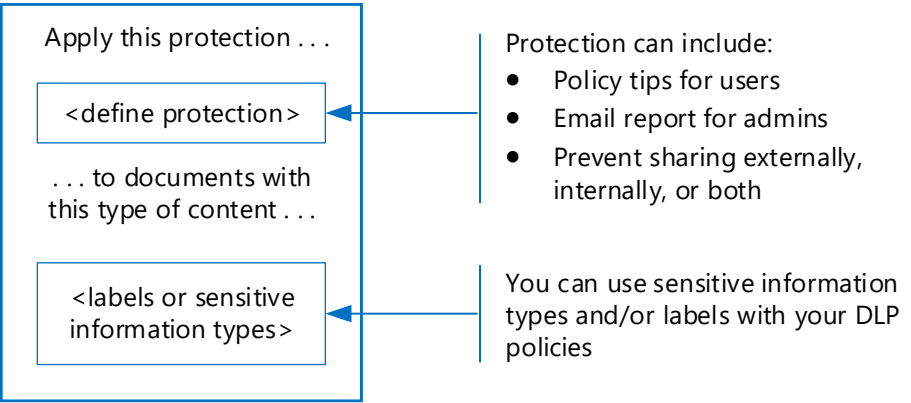 Apply this protection . . .
<define protection>
. . . to documents with
this type of content . . .
<labels or sensitive
information types>
Protection can include:
● Policy tips for users
● Email report for admins
● Prevent sharing externally,
internally, or both
You can use sensitive information
types and/or labels with your DLP
policies